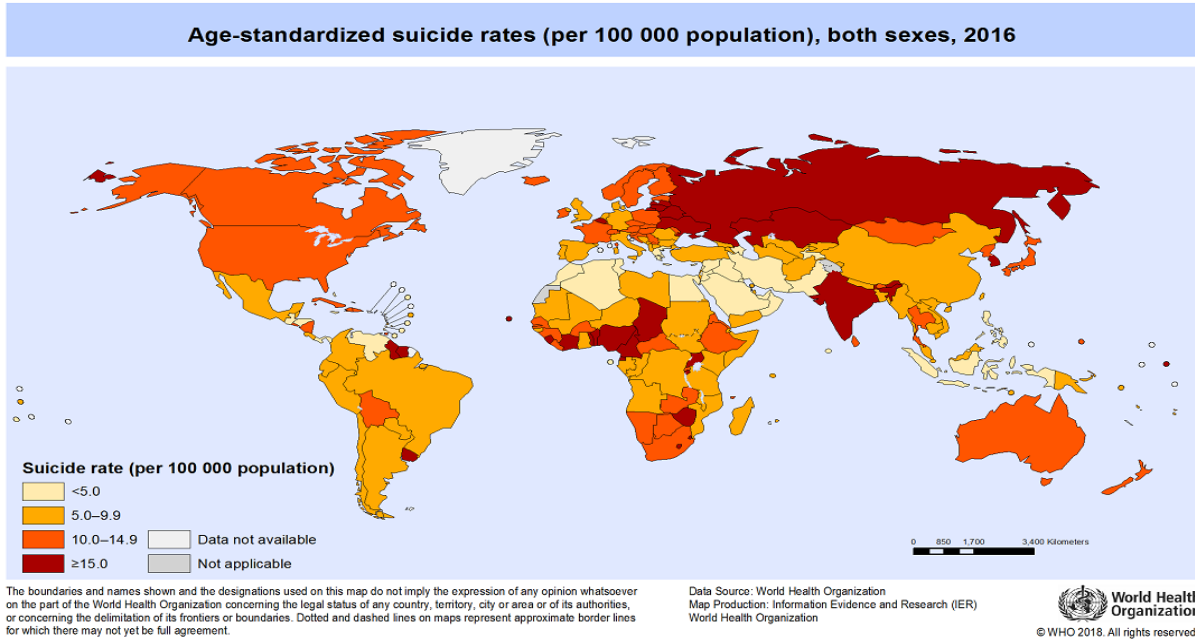 Age-standardized suicide rates (per 100 000 population), both sexes, 2016
Suicide rate (per 100 000 population)
<5.0
5.0–9.9
10.0–14.9
≥15.0
Data not available
Not applicable
0 850 1,700 3,400 Kilometers
The boundaries and names shown and the designations used on this map do not imply the expression of any opinion whatsoever
on the part of the World Health Organization concerning the legal status of any country, territory, city or area or of its authorities,
or concerning the delimitation of its frontiers or boundaries. Dotted and dashed lines on maps represent approximate border lines
for which there may not yet be full agreement.
Data Source: World Health Organization
Map Production: Information Evidence and Research (IER)
World Health Organization
World Health
Organization
© WHO 2018. All rights reserved